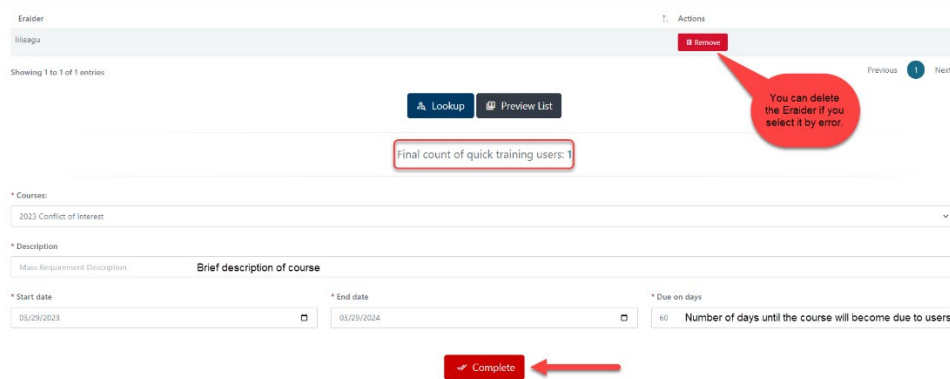 Eraider Actions
liliaagu Remove
Showing 1 to 1 of 1 entries Previous 1 Next
You can delete
the Eraider if you
select it by error.
Lookup Preview List
Final count of quick training users: 1
* Courses:
2023 Conflict of Interest
* Description
Mass Requirement Description Brief description of course
* Start date * End date * Due on days
03/29/2023 03/29/2024 60 Number of days until the course will become due to users
Complete